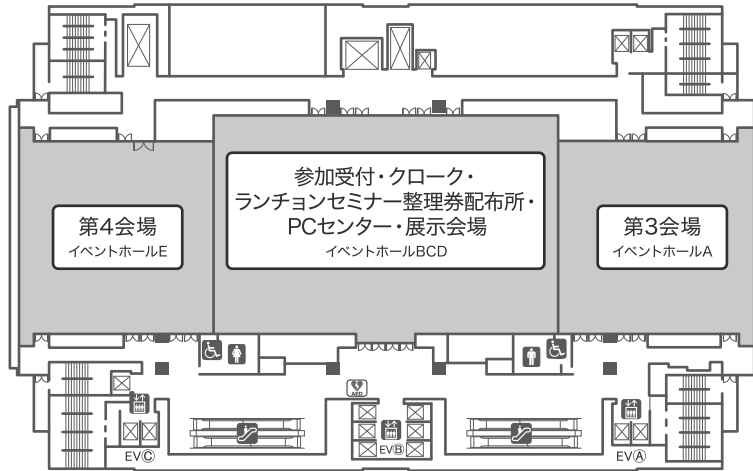 参加受付・クローク・
ランチョンセミナー整理券配布所・
PCセンター・展示会場
イベントホールBCD
第4会場
イベントホールE
第3会場
イベントホールA
AED
EVⒸ
EVⒷ
EVⒶ